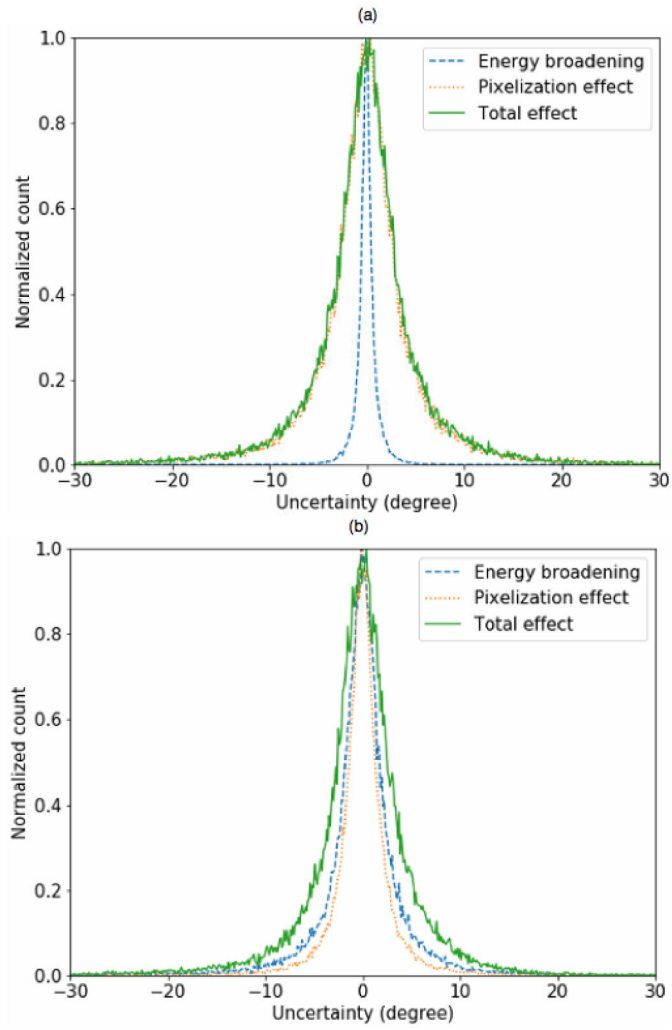 (a)
1.0
0.8
0.6
0.4
0.2
0.0
Normalized count
Energy broadening
Pixelization effect
Total effect
−30 −20 −10 0 10 20 30
Uncertainty (degree)
(b)
1.0
0.8
0.6
0.4
0.2
0.0
Normalized count
Energy broadening
Pixelization effect
Total effect
−30 −20 −10 0 10 20 30
Uncertainty (degree)